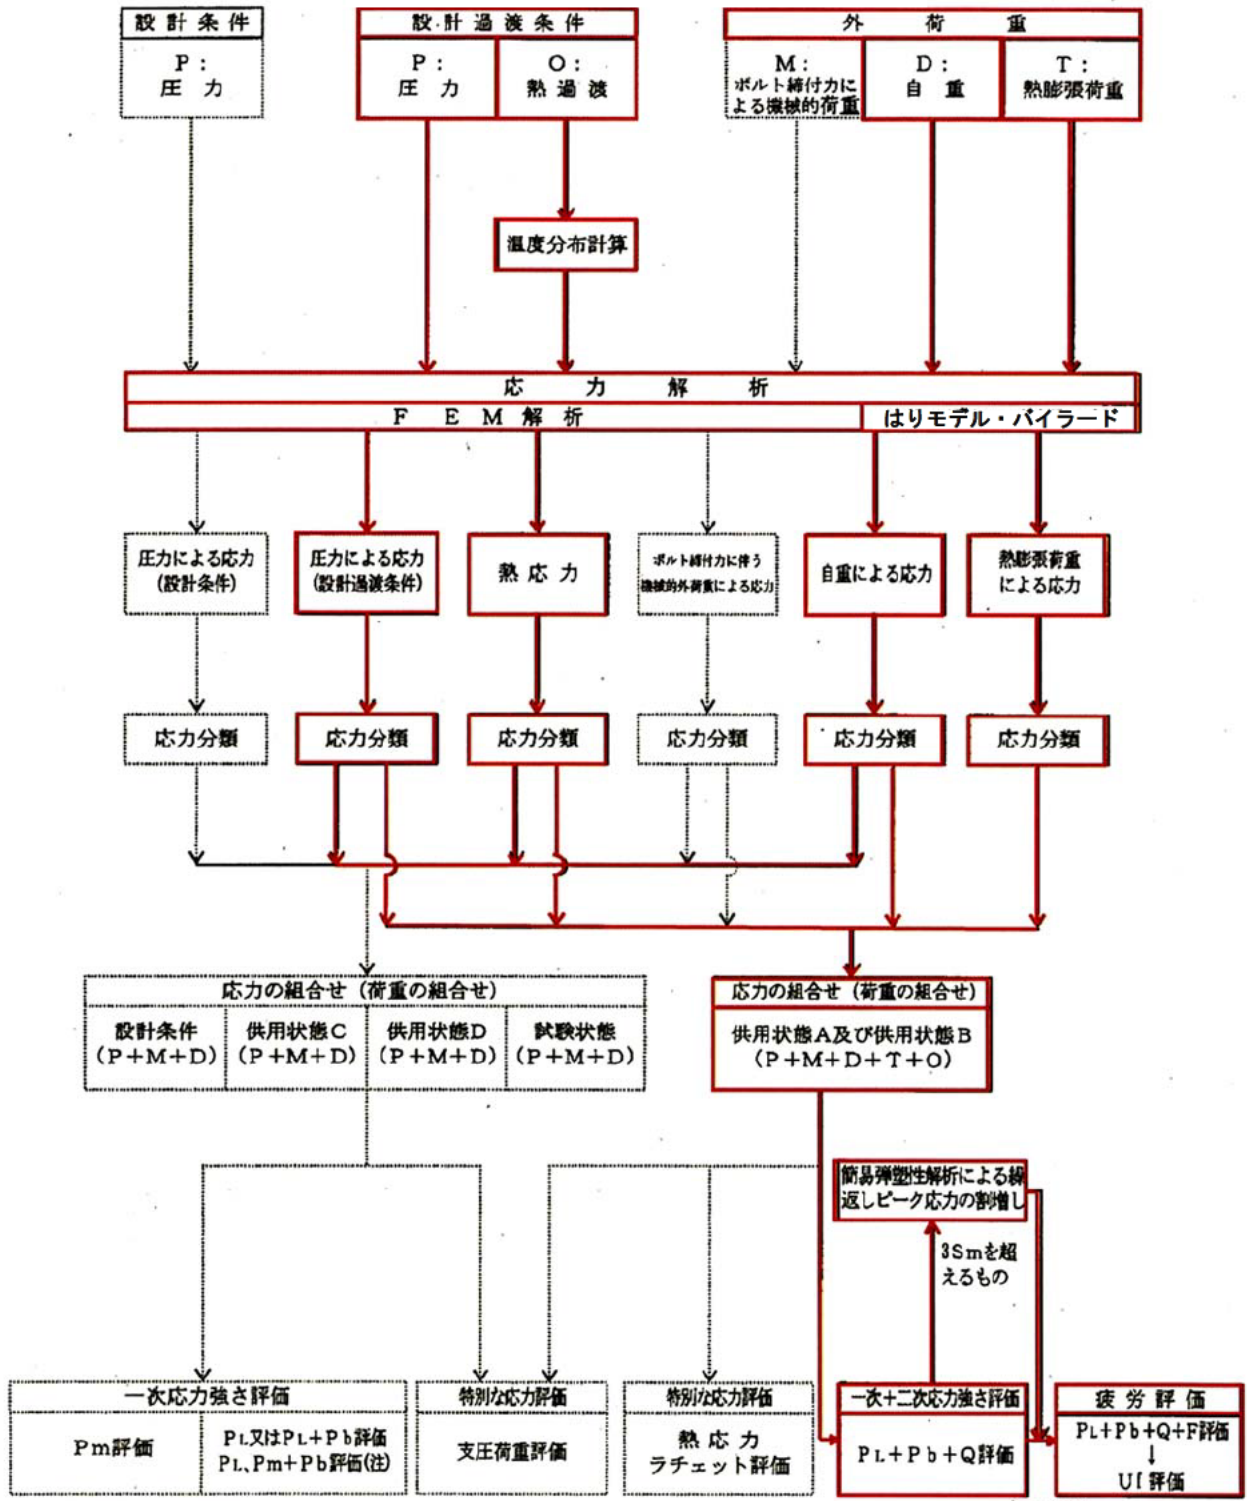 設計条件
設計過渡条件
外荷重
P：
圧力
P：
圧力
O：
熱過渡
M：
ボルト締付力に
よる機械的荷重
D：
自重
T：
熱膨張荷重
温度分布計算
応力解析
FEM解析
はりモデル・バイラード
圧力による応力
(設計条件)
圧力による応力
(設計過渡条件)
熱応力
ボルト締付力に伴う
機械的外荷重による応力
自重による応力
熱膨張荷重
による応力
応力分類
応力分類
応力分類
応力分類
応力分類
応力分類
応力の組合せ（荷重の組合せ）
設計条件
(P+M+D)
供用状態C
(P+M+D)
供用状態D
(P+M+D)
試験状態
(P+M+D)
応力の組合せ（荷重の組合せ）
供用状態A及び供用状態B
(P+M+D+T+O)
簡易弾塑性解析による繰
返しピーク応力の割増し
3Smを超
えるもの
一次応力強さ評価
Pm評価
PL又はPL+Pb評価
PL、Pm+Pb評価(注)
特別な応力評価
支圧荷重評価
特別な応力評価
熱応力
ラチェット評価
一次+二次応力強さ評価
PL+Pb+Q評価
疲労評価
PL+Pb+Q+F評価
↓
Uf評価